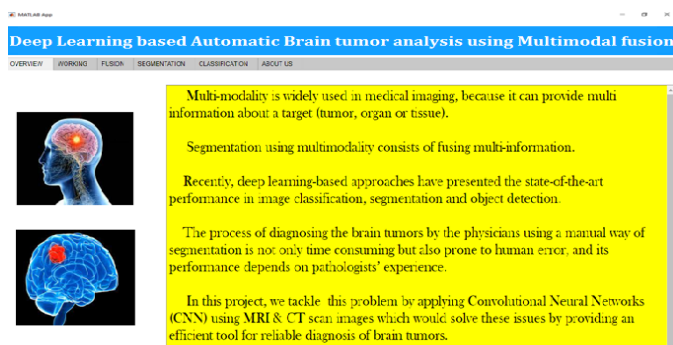 MATLAB App
Deep Learning based Automatic Brain tumor analysis using Multimodal fusion
OVERVIEW WORKING FUSION SEGMENTATION CLASSIFICATION ABOUT US
Multi-modality is widely used in medical imaging, because it can provide multi
information about a target (tumor, organ or tissue).
Segmentation using multimodality consists of fusing multi-information.
Recently, deep learning-based approaches have presented the state-of-the-art
performance in image classification, segmentation and object detection.
The process of diagnosing the brain tumors by the physicians using a manual way of
segmentation is not only time consuming but also prone to human error, and its
performance depends on pathologists' experience.
In this project, we tackle this problem by applying Convolutional Neural Networks
(CNN) using MRI & CT scan images which would solve these issues by providing an
efficient tool for reliable diagnosis of brain tumors.